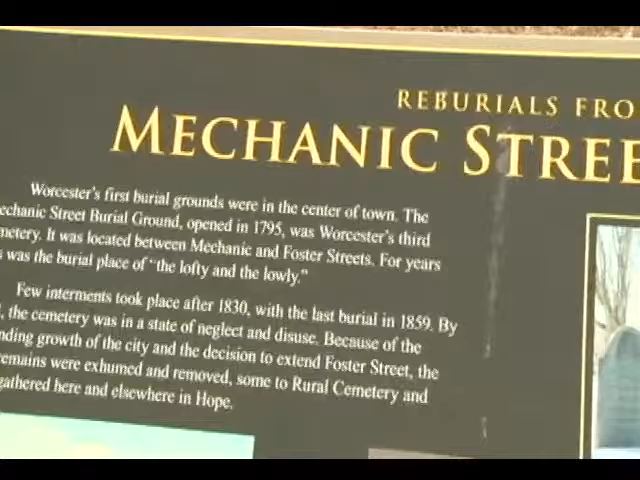 REBURIALS FRO
MECHANIC STREE
Worcester's first burial grounds were in the center of town. The
echanic Street Burial Ground, opened in 1795, was Worcester's third
metery. It was located between Mechanic and Foster Streets. For years
s was the burial place of "the lofty and the lowly."
Few interments took place after 1830, with the last burial in 1859. By
, the cemetery was in a state of neglect and disuse. Because of the
nding growth of the city and the decision to extend Foster Street, the
remains were exhumed and removed, some to Rural Cemetery and
gathered here and elsewhere in Hope.